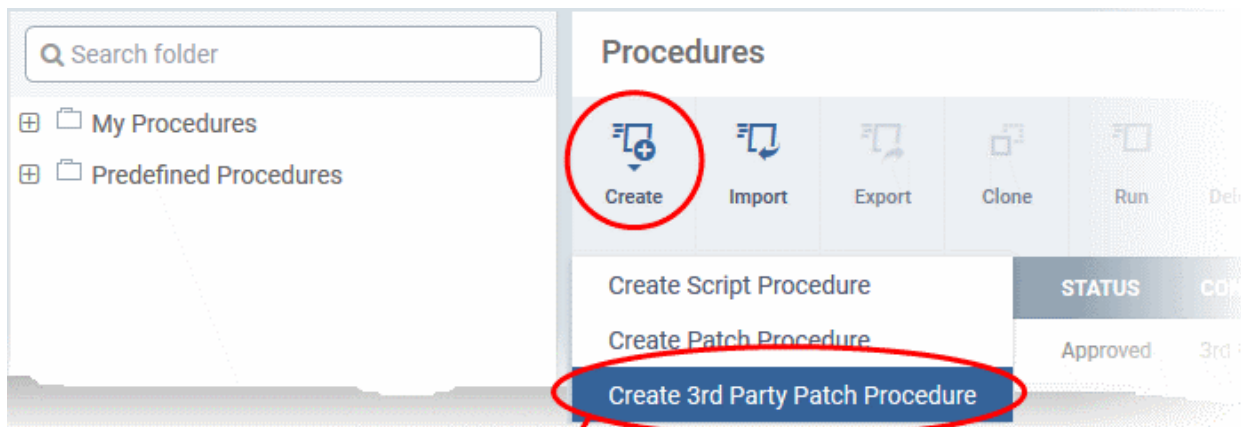 Search folder
My Procedures
Predefined Procedures
Procedures
Create Import Export Clone Run
Create Script Procedure
Create Patch Procedure
Create 3rd Party Patch Procedure
STATUS
Approved 3rd